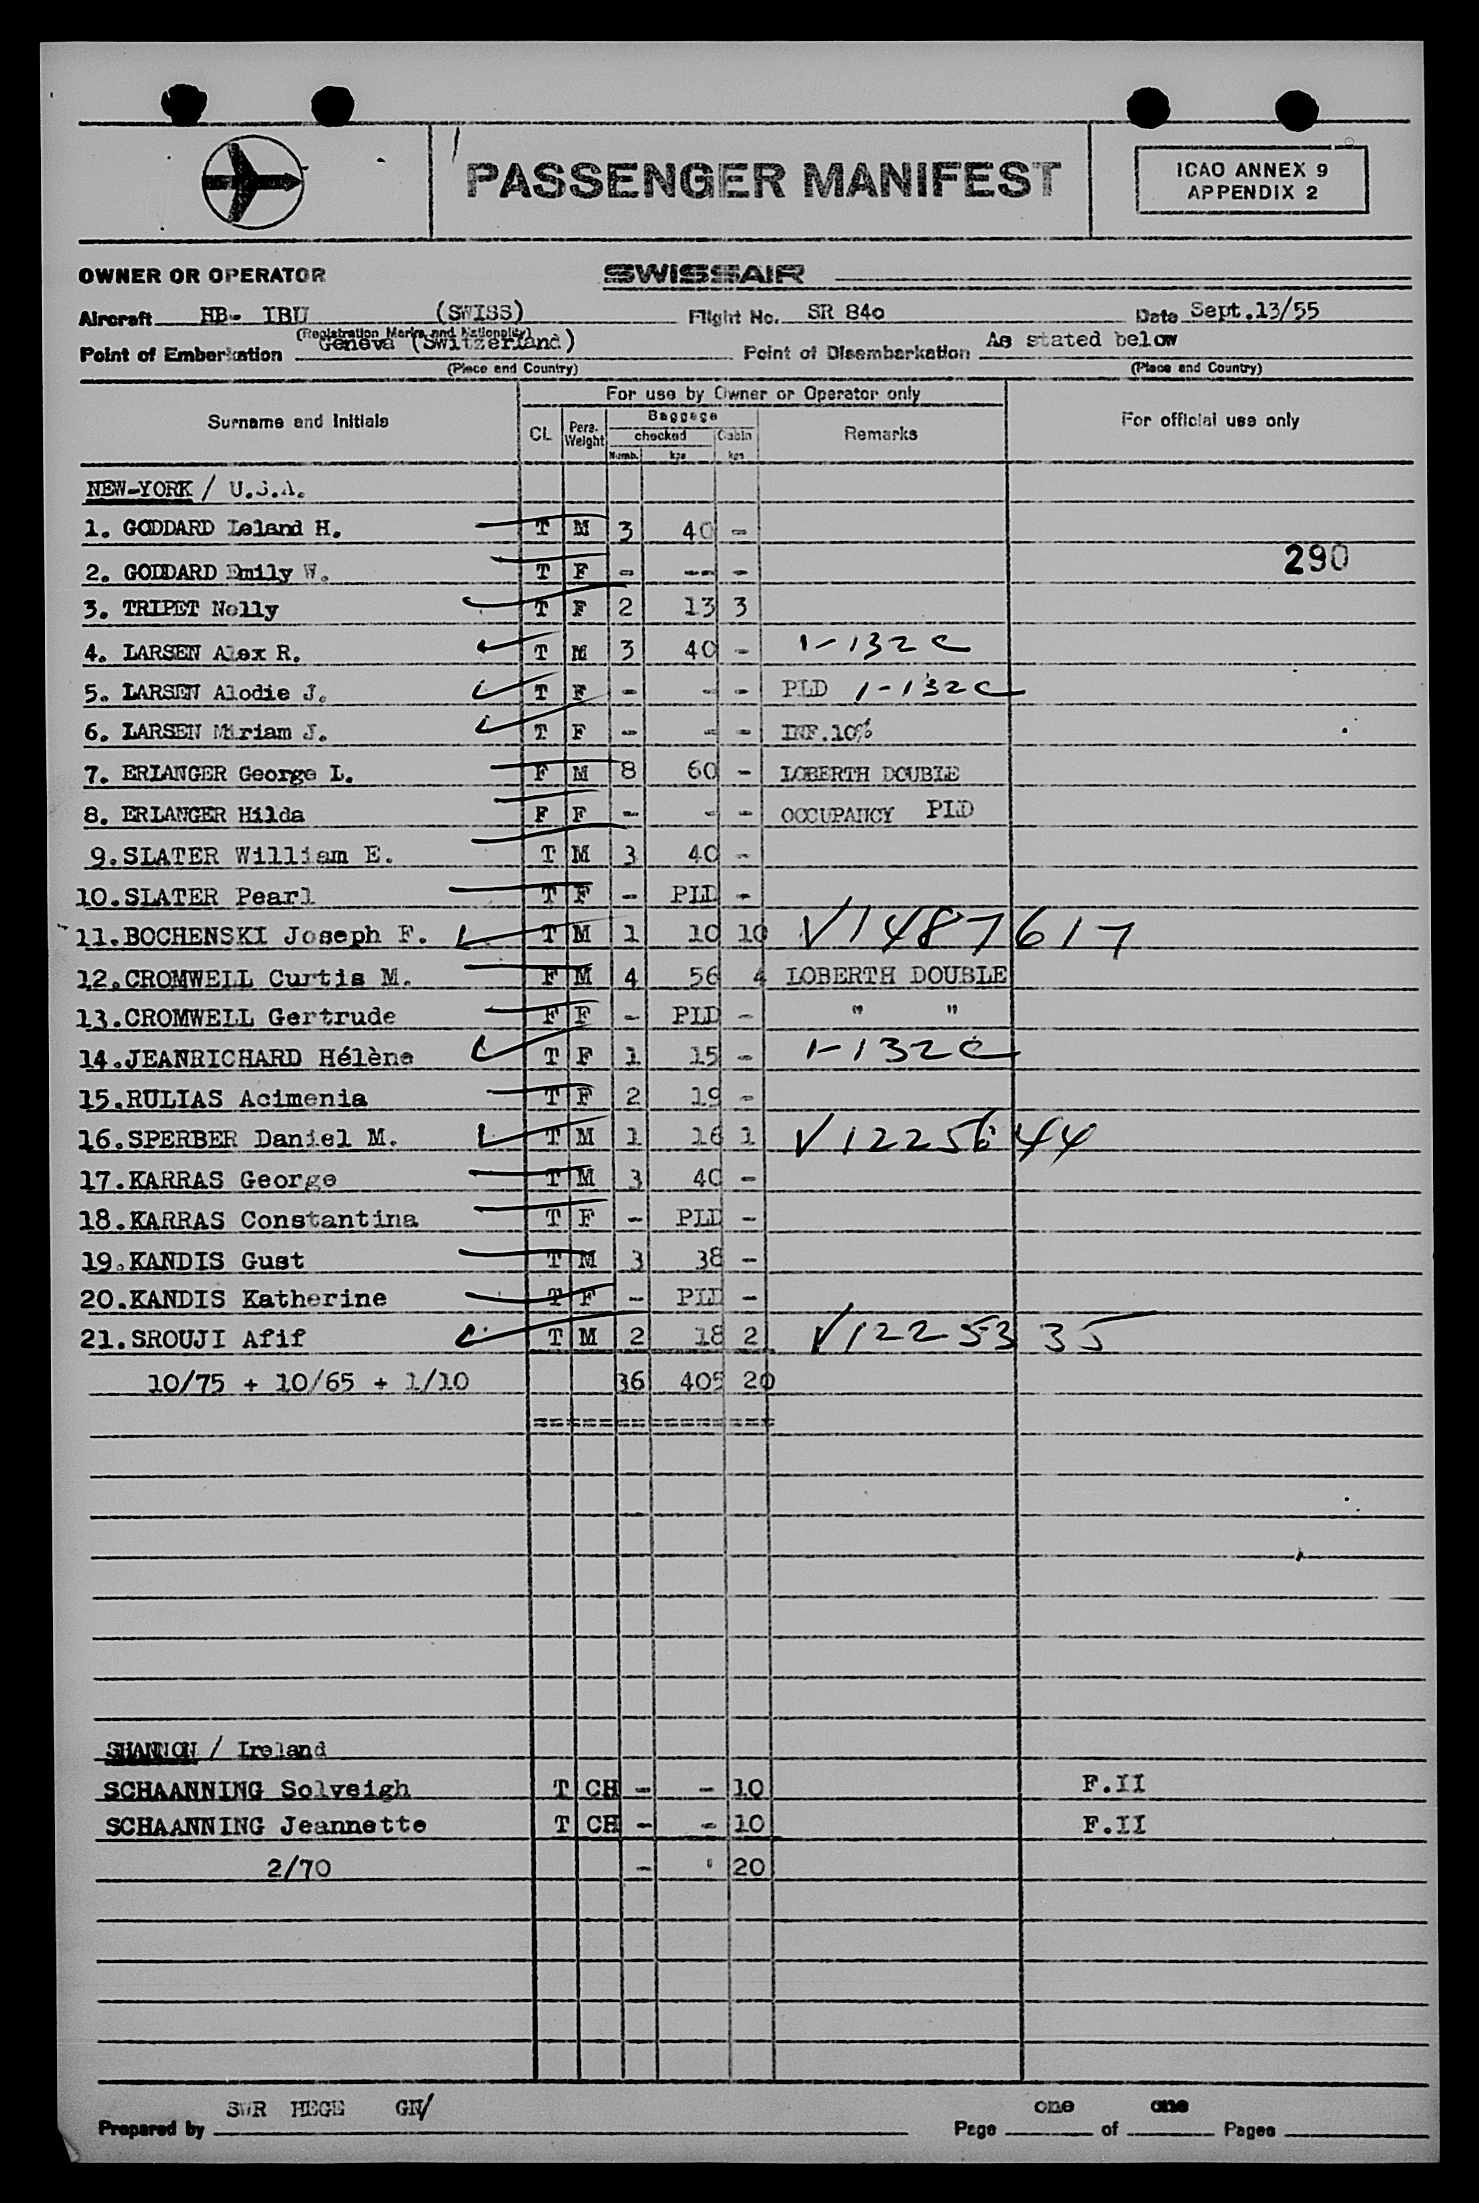 PASSENGER MANIFEST
ICAO ANNEX 9
APPENDIX 2
OWNER OR OPERATOR SWISSAIR
Aircraft HB- IBU (SWISS) Flight No. SR 840 Date Sept.13/55
(Registration Marks and Nationality)
Point of Embarkation Geneva (Switzerland) Point of Disembarkation As stated below
(Place and Country) (Place and Country)
For use by Owner or Operator only
Surname and Initials CL Pers. Weight Baggage Remarks For official use only
checked Cabin
Numb. kgs kgs
NEW-YORK / U.S.A.
1. GODDARD Leland H. T M 3 40 -
290
2. GODDARD Emily W. T F - -- -
3. TRIPET Nelly T F 2 13 3
4. LARSEN Alex R. T M 3 40 - 1-132 C
5. LARSEN Alodie J. T F - - - PLD 1-132 C
6. LARSEN Miriam J. T F - - - INF.10%
7. ERLANGER George L. F M 8 60 - LOBERTH DOUBLE
8. ERLANGER Hilda F F - - - OCCUPANCY PLD
9.SLATER William E. T M 3 40 -
10.SLATER Pearl T F - PLD -
11.BOCHENSKI Joseph F. T M 1 10 10 V1487617
12.CROMWELL Curtis M. F M 4 56 4 LOBERTH DOUBLE
13.CROMWELL Gertrude F F - PLD - " "
14.JEANRICHARD Hélène T F 1 15 - 1-132 C
15.RULIAS Acimenia T F 2 19 -
16.SPERBER Daniel M. T M 1 16 1 V1225644
17.KARRAS George T M 3 40 -
18.KARRAS Constantina T F - PLD -
19.KANDIS Gust T M 3 38 -
20.KANDIS Katherine T F - PLD -
21.SROUJI Afif T M 2 18 2 V1225335
10/75 + 10/65 + 1/10 36 405 20
SHANNON / Ireland
SCHAANNING Solveigh T CH - - 10 F.II
SCHAANNING Jeannette T CH - - 10 F.II
2/70 - " 20
Prepared by SWR HEGE GN/ Page one of one Pages